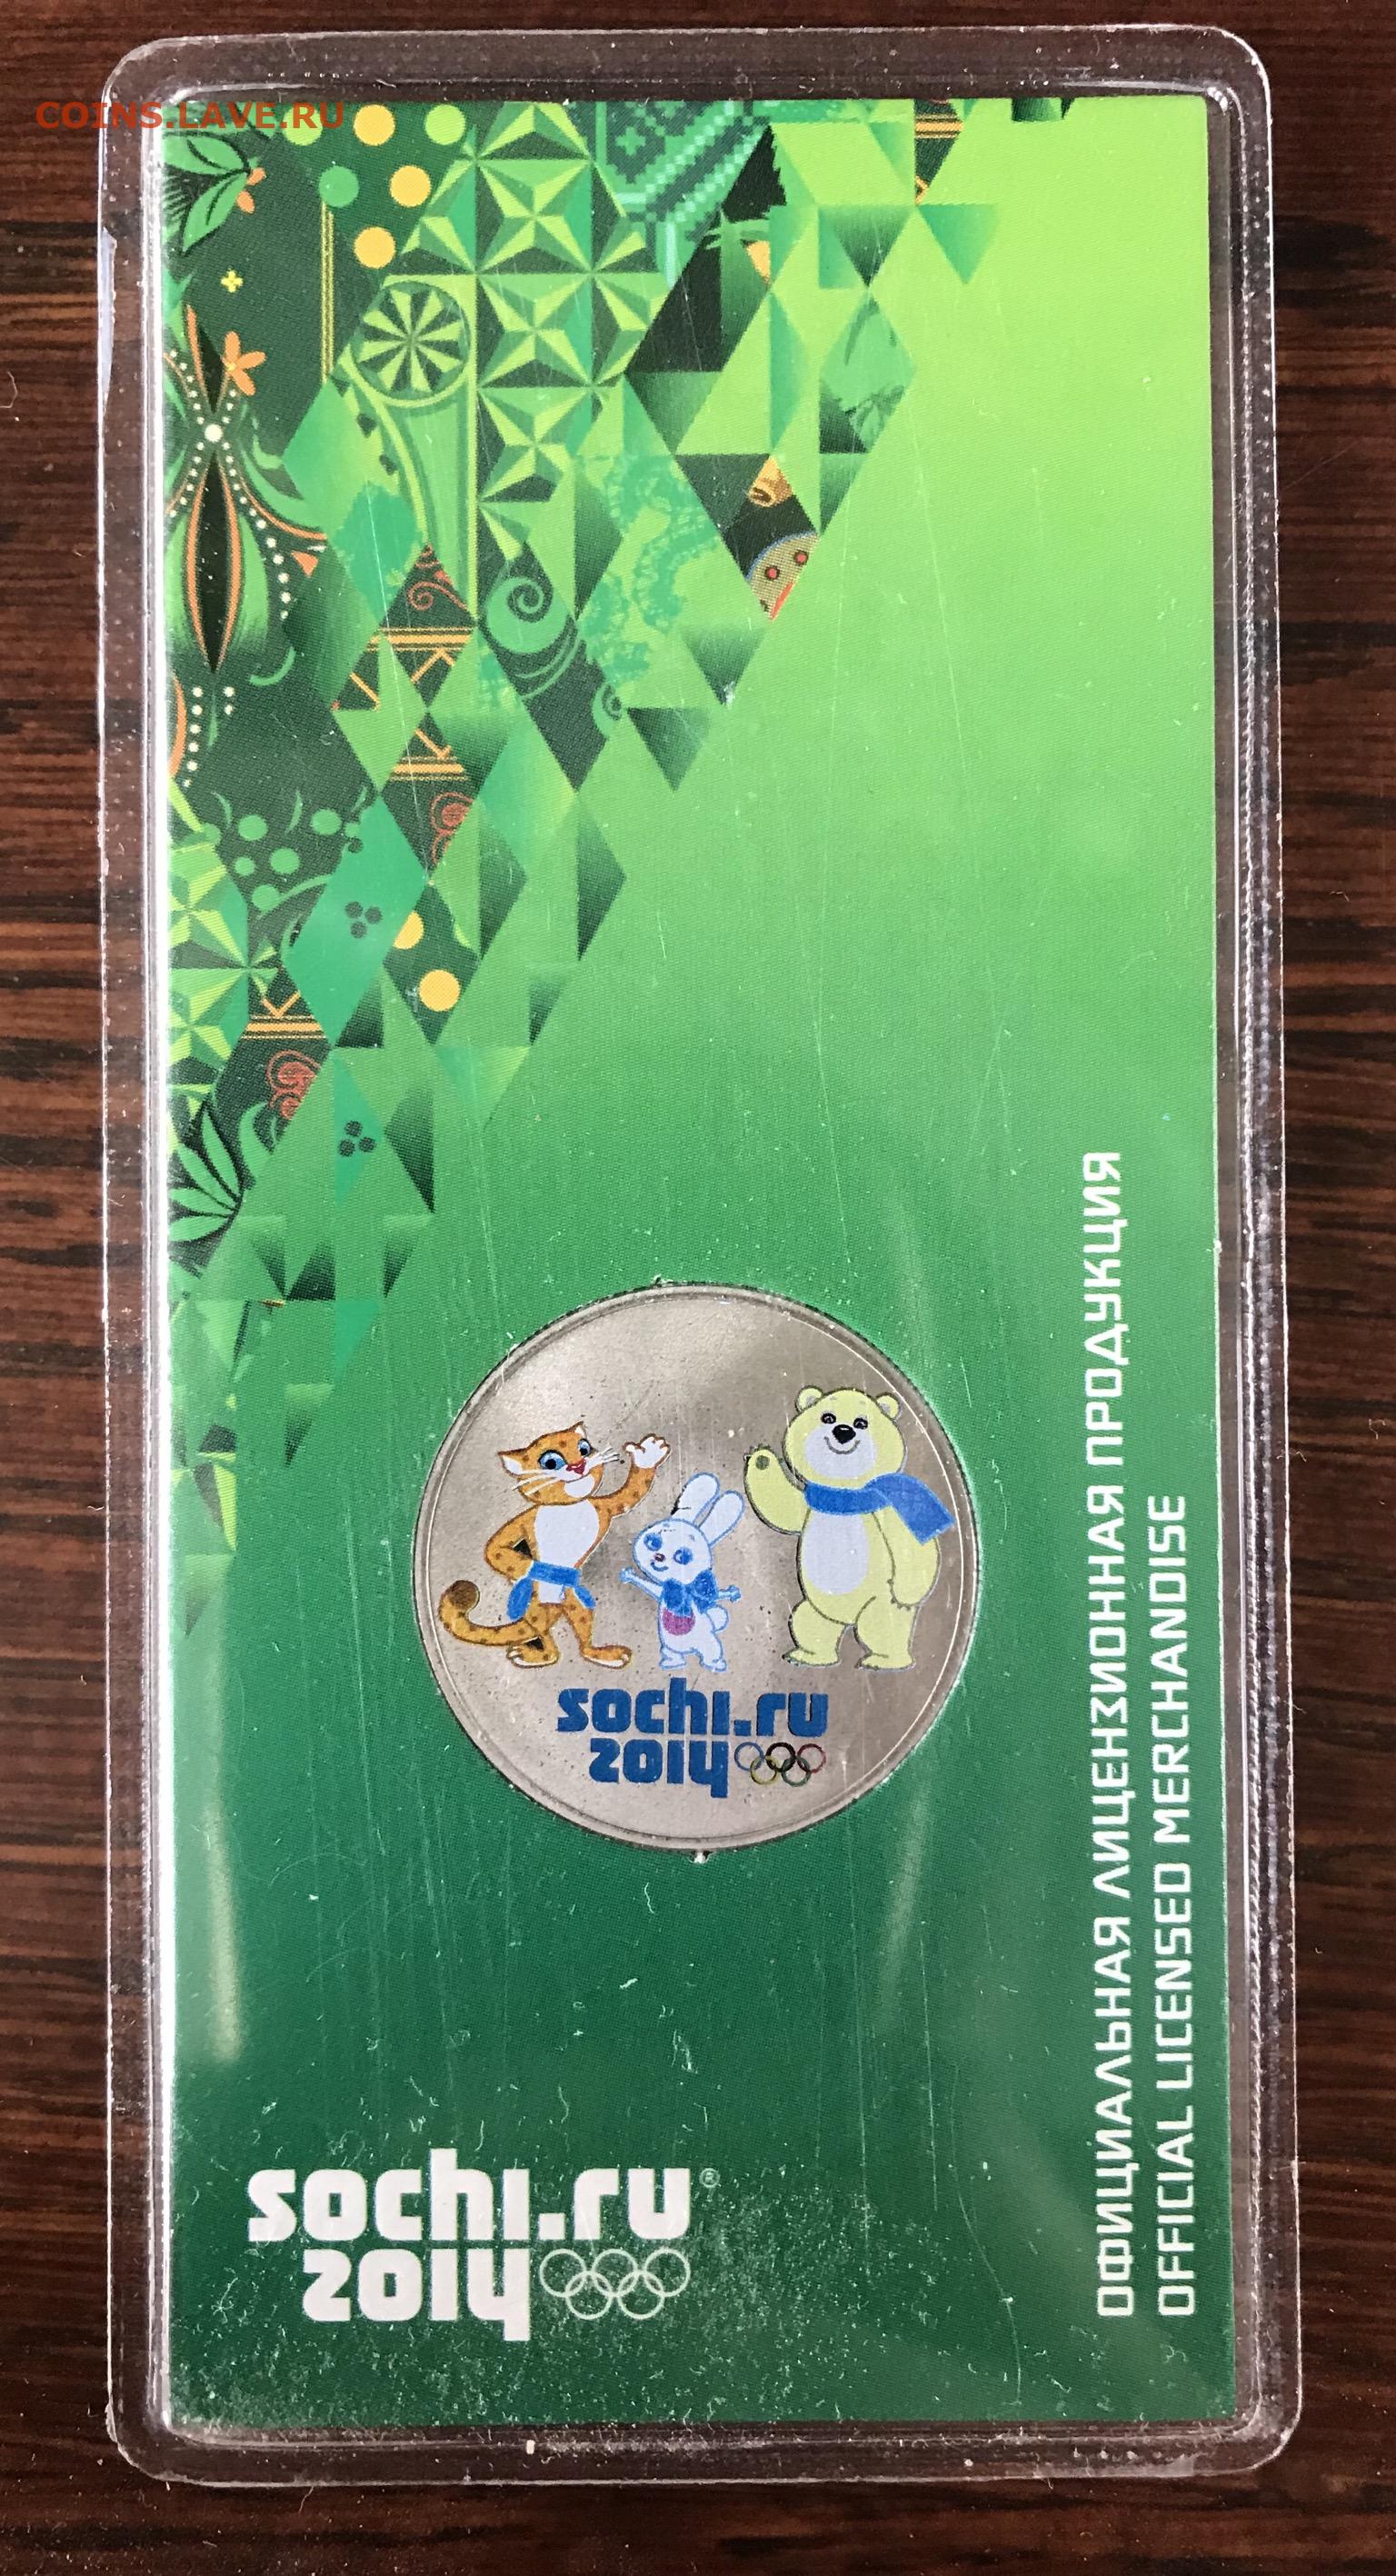 COINS.LAVE.RU
sochi.ru
2014
sochi.ru®
2014
ОФИЦИАЛЬНАЯ ЛИЦЕНЗИОННАЯ ПРОДУКЦИЯ
OFFICIAL LICENSED MERCHANDISE